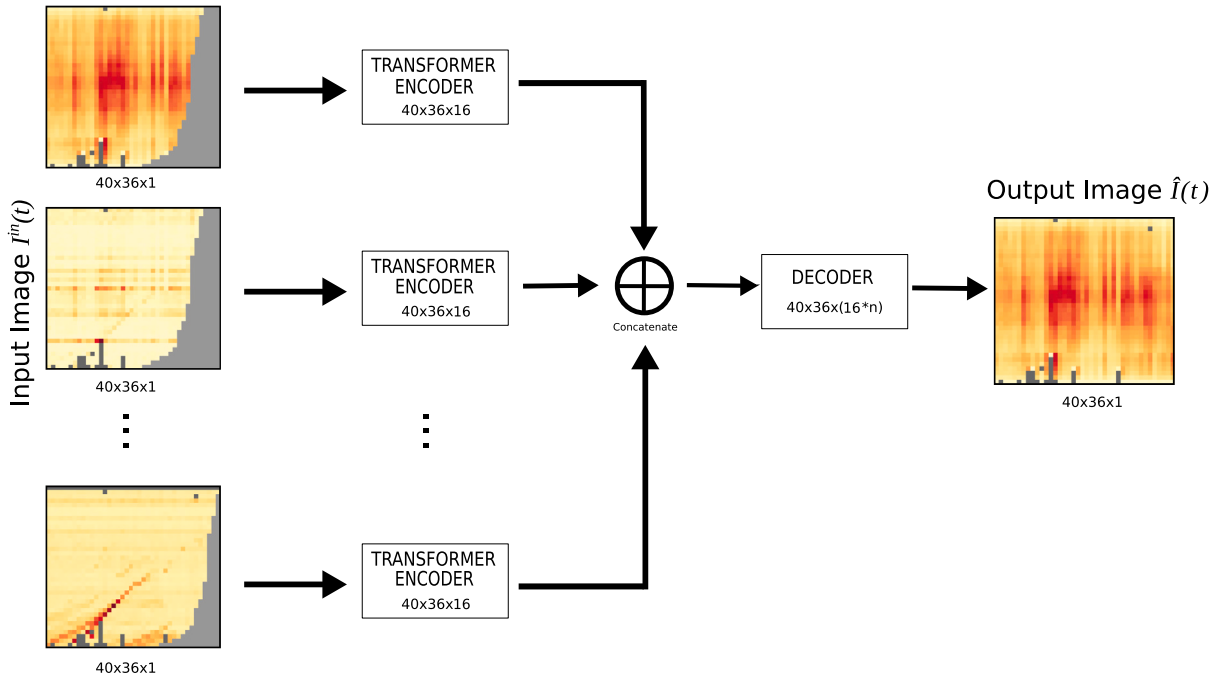 TRANSFORMER
ENCODER
40x36x16
40x36x1
Input Image I^in(t)
TRANSFORMER
ENCODER
40x36x16
40x36x1
Concatenate
DECODER
40x36x(16*n)
Output Image Î(t)
40x36x1
TRANSFORMER
ENCODER
40x36x16
40x36x1